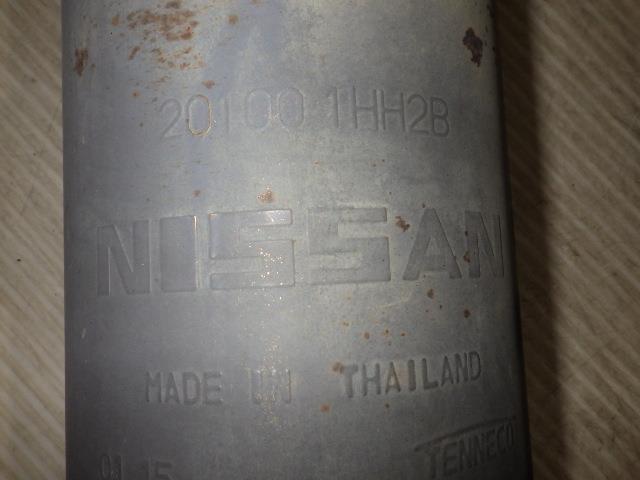 20100 1HH2B
NISSAN
MADE IN THAILAND
TENNECO